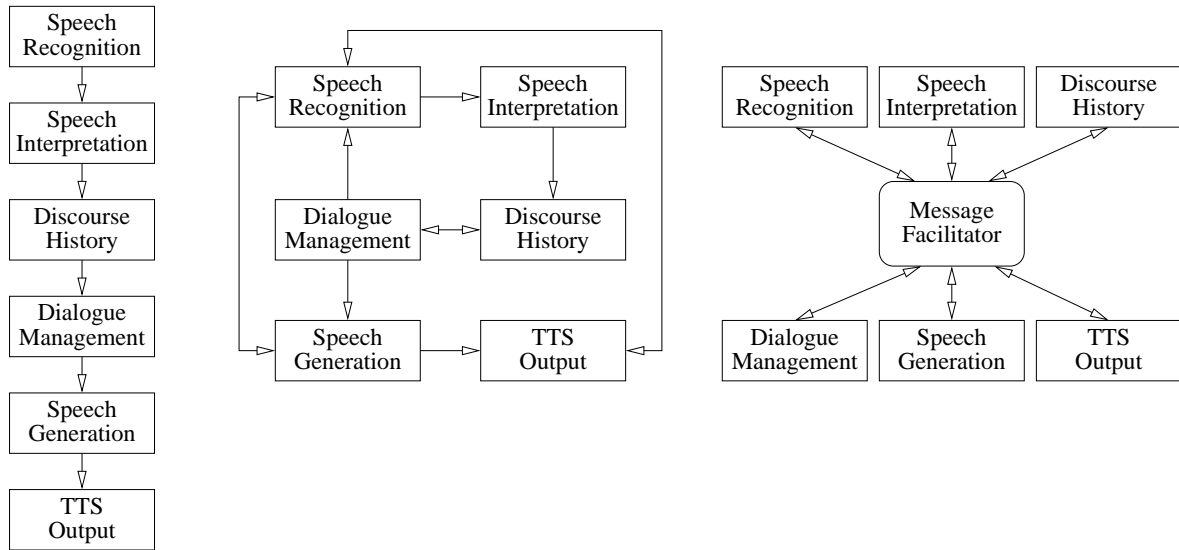 Speech
Recognition
Speech
Interpretation
Discourse
History
Dialogue
Management
Speech
Generation
TTS
Output
Speech
Recognition
Speech
Interpretation
Dialogue
Management
Discourse
History
Speech
Generation
TTS
Output
Speech
Recognition
Speech
Interpretation
Discourse
History
Message
Facilitator
Dialogue
Management
Speech
Generation
TTS
Output